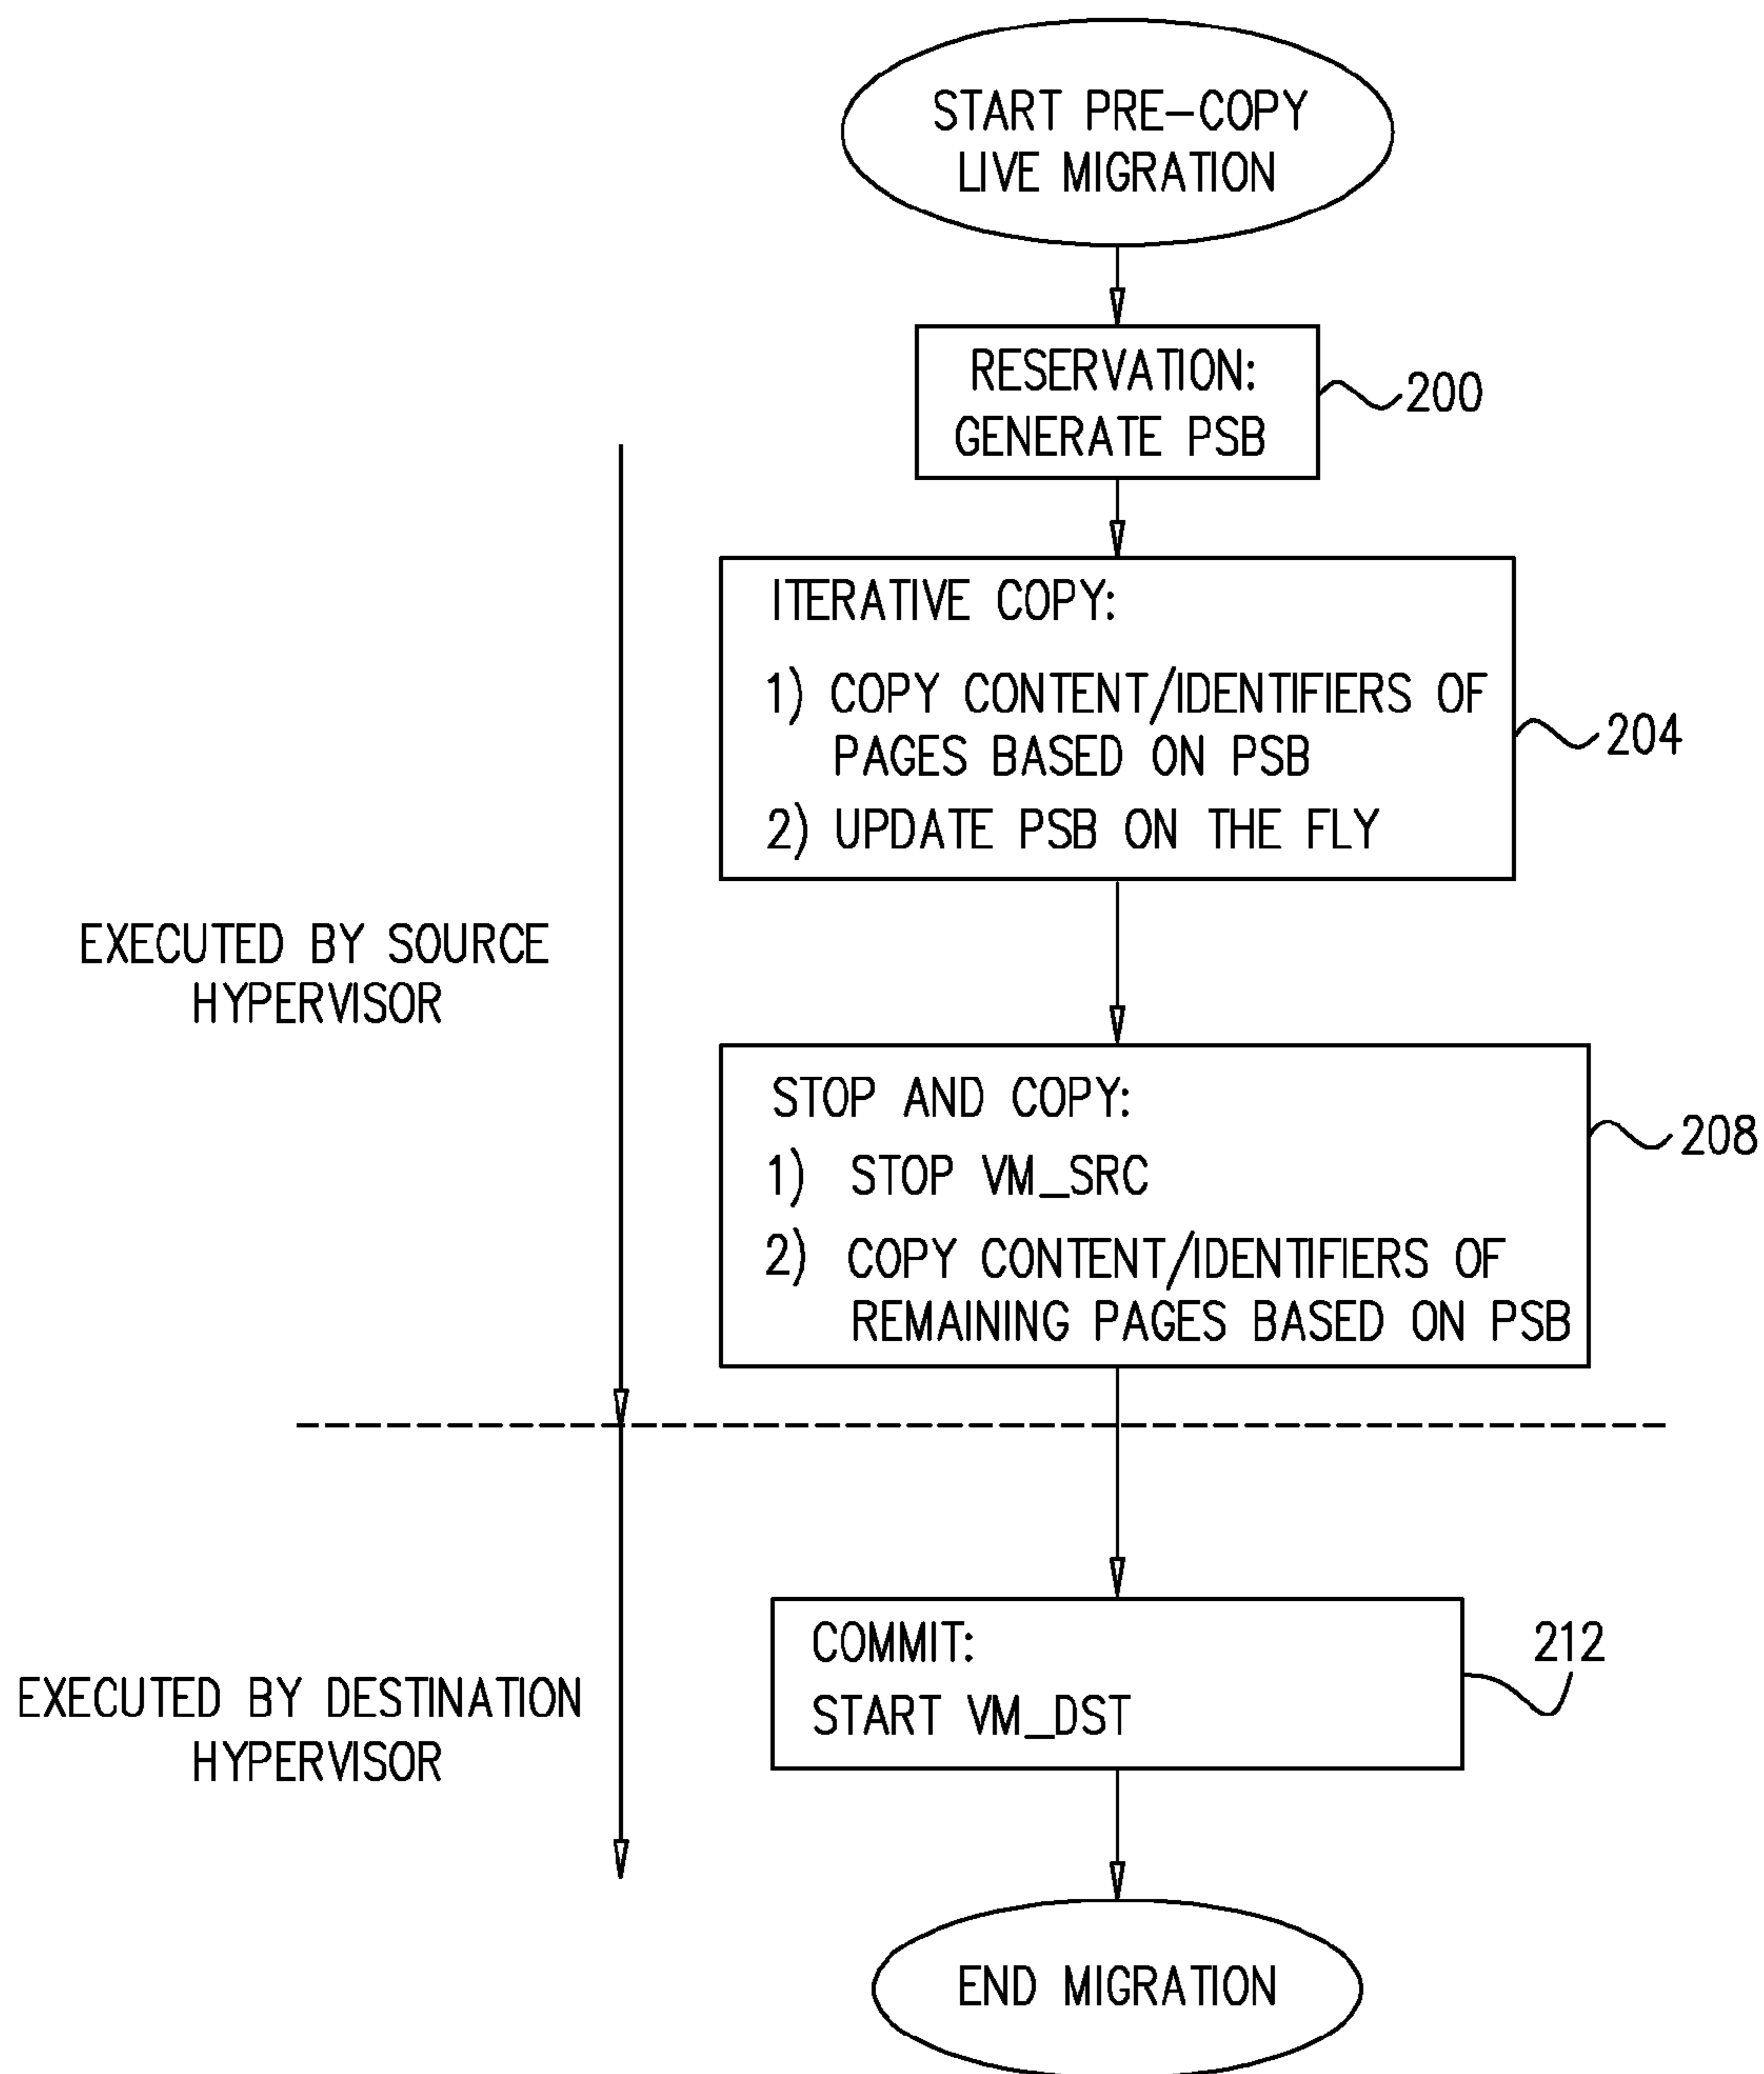 START PRE-COPY
LIVE MIGRATION
RESERVATION:
GENERATE PSB
200
ITERATIVE COPY:
1) COPY CONTENT/IDENTIFIERS OF
PAGES BASED ON PSB
2) UPDATE PSB ON THE FLY
204
EXECUTED BY SOURCE
HYPERVISOR
STOP AND COPY:
1) STOP VM_SRC
2) COPY CONTENT/IDENTIFIERS OF
REMAINING PAGES BASED ON PSB
208
COMMIT:
START VM_DST
212
EXECUTED BY DESTINATION
HYPERVISOR
END MIGRATION